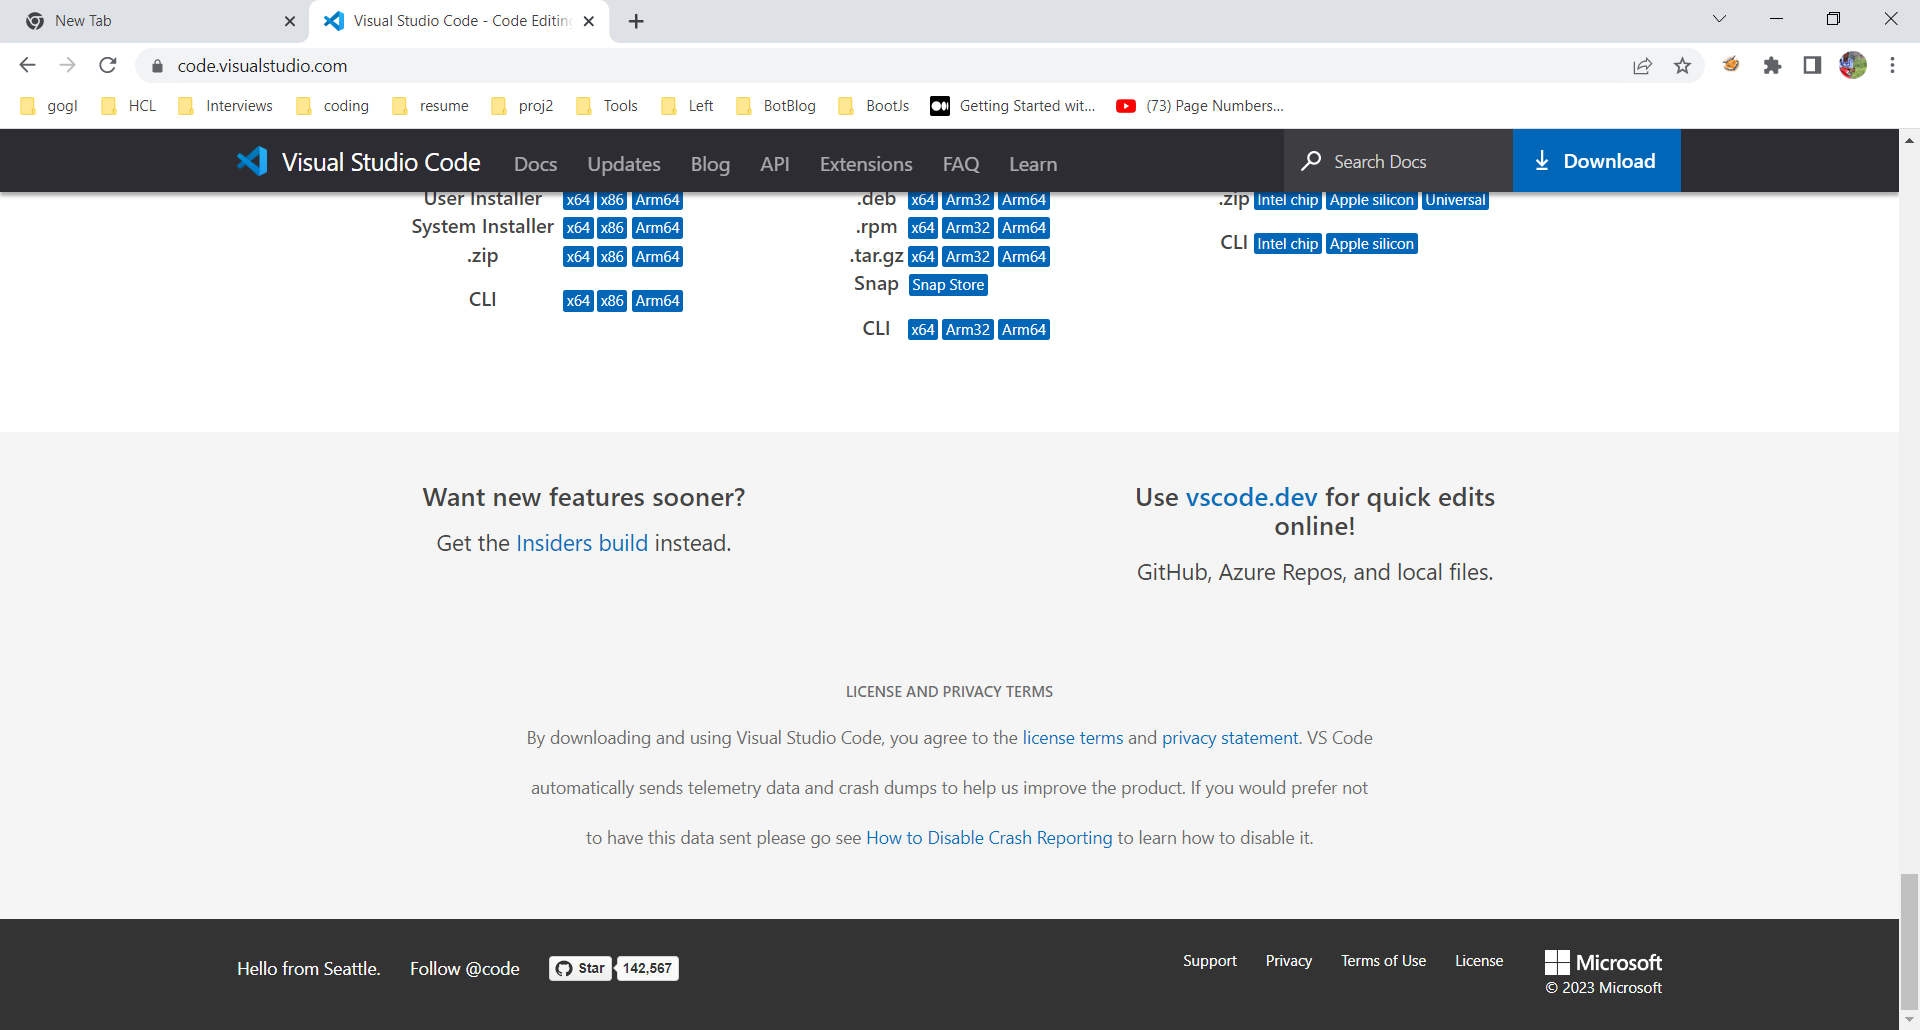 New Tab
Visual Studio Code - Code Editing
code.visualstudio.com
gogl HCL Interviews coding resume proj2 Tools Left BotBlog BootJs Getting Started wit... (73) Page Numbers...
Visual Studio Code Docs Updates Blog API Extensions FAQ Learn Search Docs Download
User Installer x64 x86 Arm64
System Installer x64 x86 Arm64
.zip x64 x86 Arm64
CLI x64 x86 Arm64
.deb x64 Arm32 Arm64
.rpm x64 Arm32 Arm64
.tar.gz x64 Arm32 Arm64
Snap Snap Store
CLI x64 Arm32 Arm64
.zip Intel chip Apple silicon Universal
CLI Intel chip Apple silicon
Want new features sooner?
Get the Insiders build instead.
Use vscode.dev for quick edits
online!
GitHub, Azure Repos, and local files.
LICENSE AND PRIVACY TERMS
By downloading and using Visual Studio Code, you agree to the license terms and privacy statement. VS Code
automatically sends telemetry data and crash dumps to help us improve the product. If you would prefer not
to have this data sent please go see How to Disable Crash Reporting to learn how to disable it.
Hello from Seattle. Follow @code Star 142,567
Support Privacy Terms of Use License Microsoft
© 2023 Microsoft